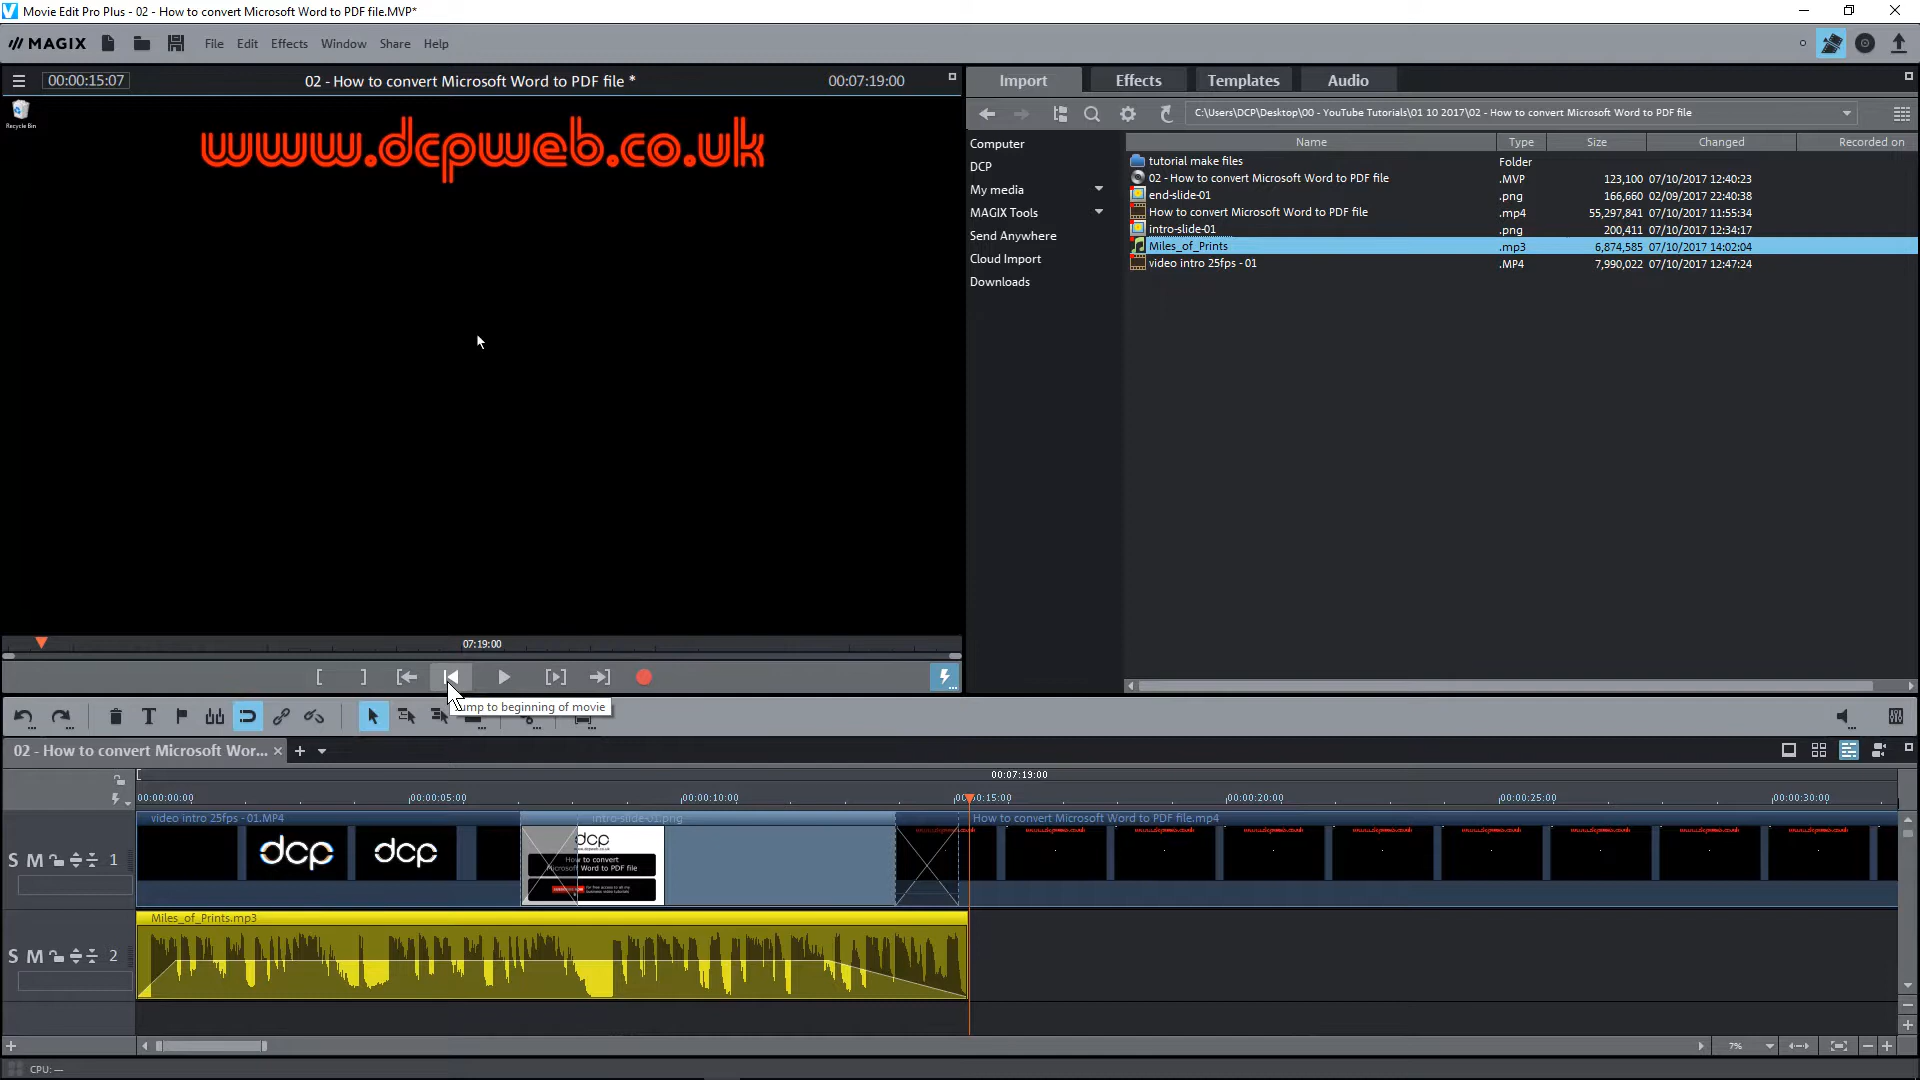 Movie Edit Pro Plus - 02 - How to convert Microsoft Word to PDF file.MVP*
MAGIX File Edit Effects Window Share Help
00:00:15:07 02 - How to convert Microsoft Word to PDF file * 00:07:19:00
Recycle Bin
www.dcpweb.co.uk
07:19:00
Jump to beginning of movie
Import Effects Templates Audio
C:\Users\DCP\Desktop\00 - YouTube Tutorials\01 10 2017\02 - How to convert Microsoft Word to PDF file
Computer
DCP
My media
MAGIX Tools
Send Anywhere
Cloud Import
Downloads
Name Type Size Changed Recorded on
tutorial make files Folder
02 - How to convert Microsoft Word to PDF file .MVP 123,100 07/10/2017 12:40:23
end-slide-01 .png 166,660 02/09/2017 22:40:38
How to convert Microsoft Word to PDF file .mp4 55,297,841 07/10/2017 11:55:34
intro-slide-01 .png 200,411 07/10/2017 12:34:17
Miles_of_Prints .mp3 6,874,585 07/10/2017 14:02:04
video intro 25fps - 01 .MP4 7,990,022 07/10/2017 12:47:24
02 - How to convert Microsoft Wor...
00:07:19:00
00:00:00:00 00:00:05:00 00:00:10:00 00:00:15:00 00:00:20:00 00:00:25:00 00:00:30:00
video intro 25fps - 01.MP4 intro-slide-01.png How to convert Microsoft Word to PDF file.mp4
S M 1
dcp dcp dcp
How to convert
Microsoft Word to PDF file
Miles_of_Prints.mp3
S M 2
7%
CPU: —